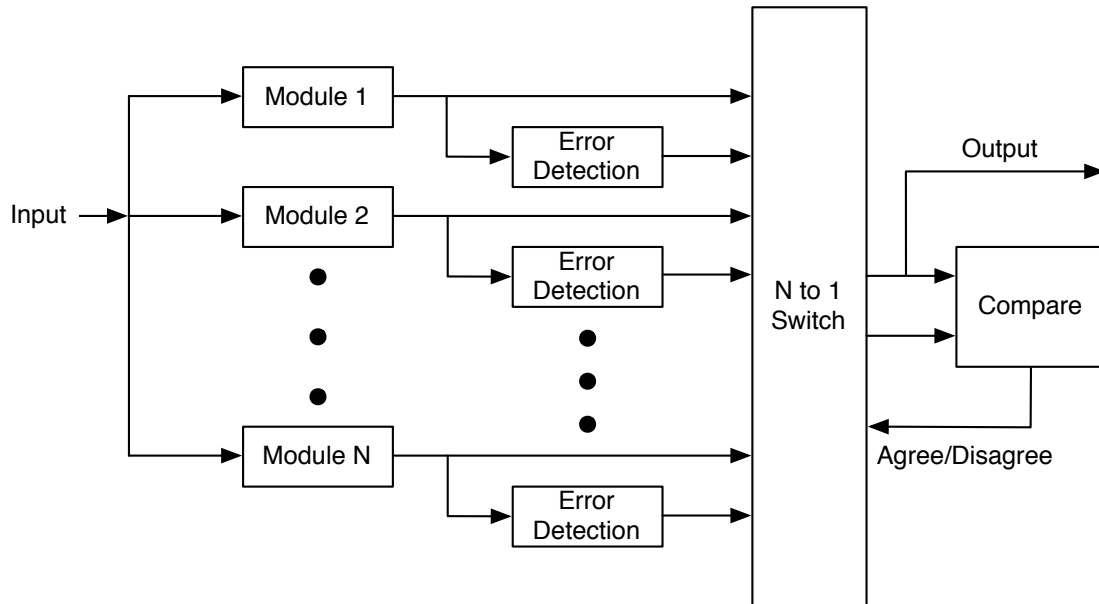 Module 1
Error
Detection
Output
Input
Module 2
Error
Detection
N to 1
Switch
Compare
Module N
Agree/Disagree
Error
Detection